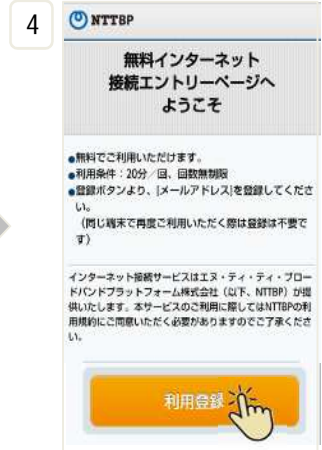 4
NTTBP
無料インターネット
接続エントリーページへ
ようこそ
●無料でご利用いただけます。
●利用条件：20分／回、回数無制限
●登録ボタンより、[メールアドレス]を登録してくださ
い。
（同じ端末で再度ご利用いただく際は登録は不要で
す）
インターネット接続サービスはエヌ・ティ・ティ・ブロー
ドバンドプラットフォーム株式会社（以下、NTTBP）が提
供いたします。本サービスのご利用に際してはNTTBPの利
用規約にご同意いただく必要がありますのでご了承くださ
い。
利用登録